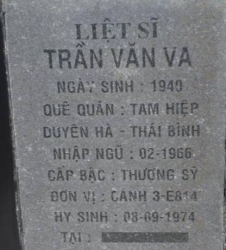 LIỆT SĨ
TRẦN VĂN VA
NGÀY SINH : 1940
QUÊ QUÁN : TAM HIỆP
DUYÊN HÀ - THÁI BÌNH
NHẬP NGŨ : 02-1966
CẤP BẬC : THƯỢNG SỸ
ĐƠN VỊ : CÁNH 3-E814
HY SINH : 08-09-1974
TẠI :